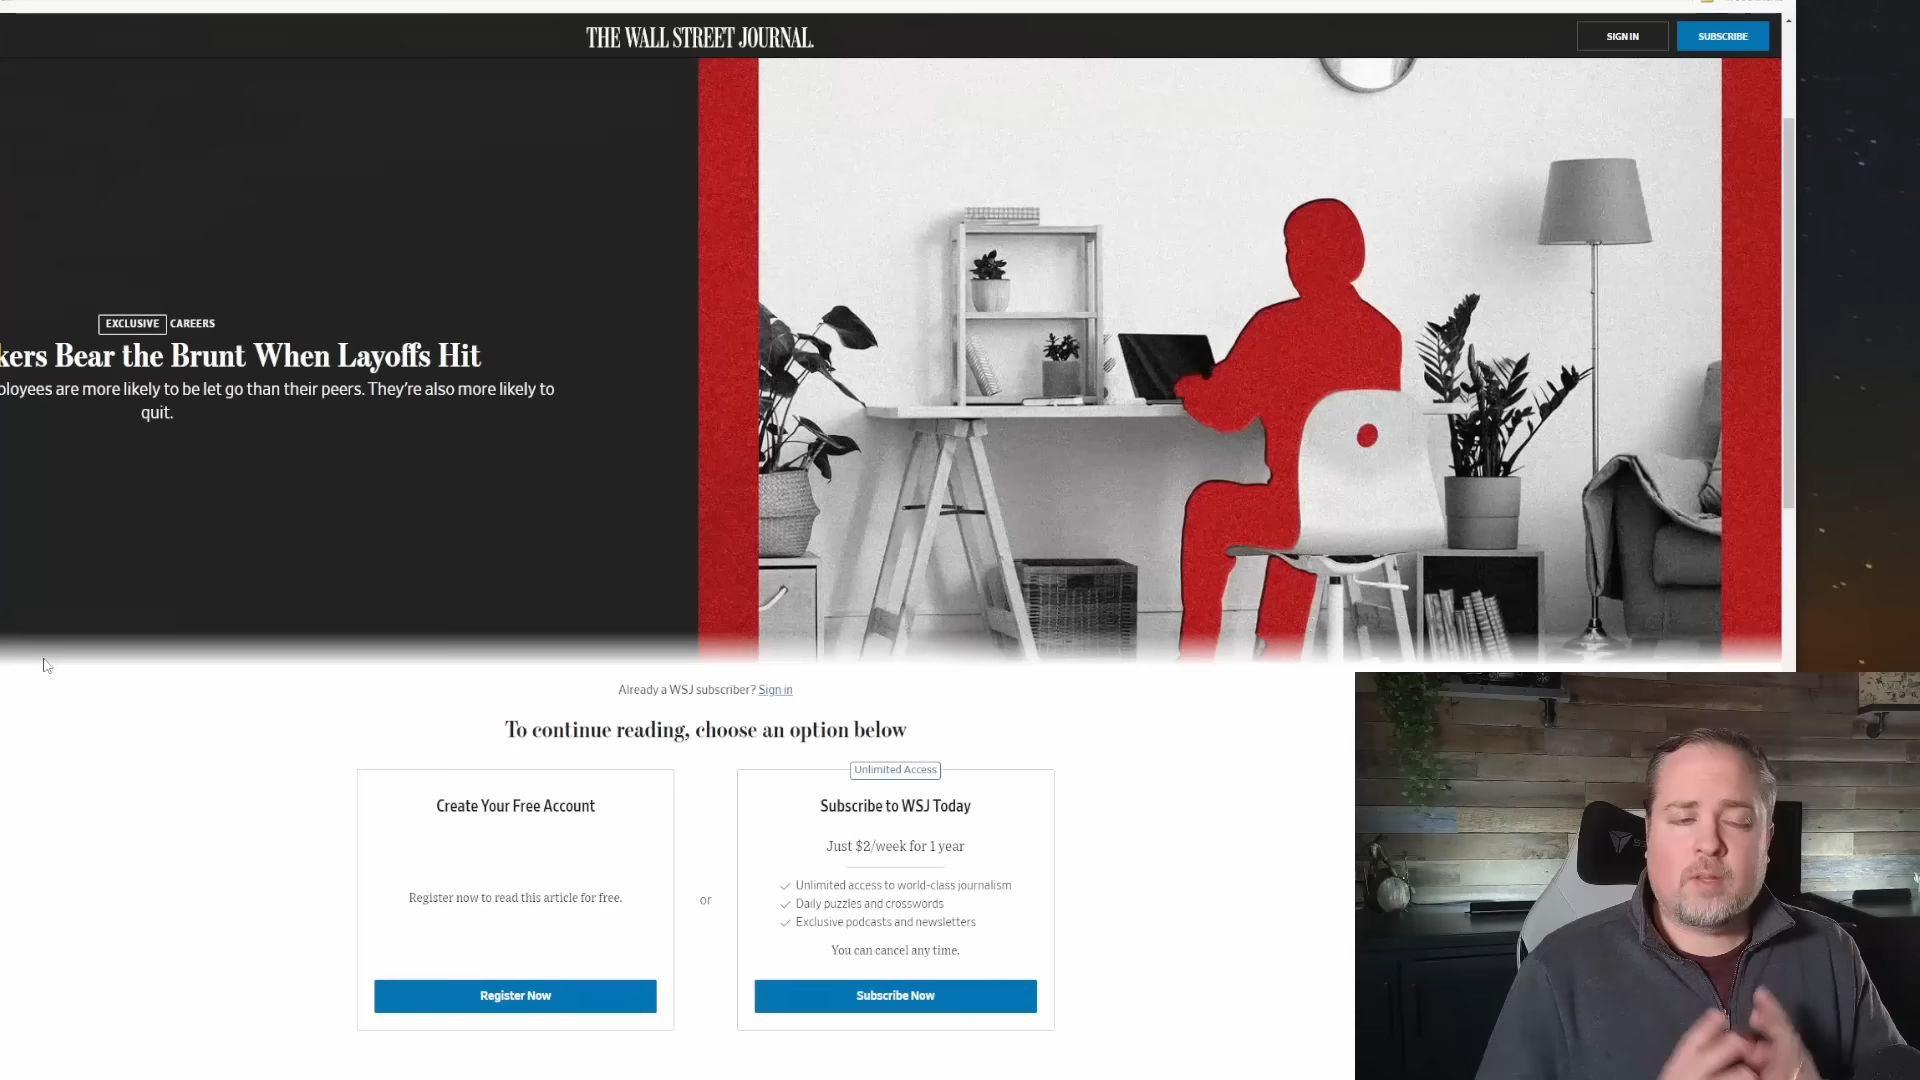 THE WALL STREET JOURNAL.
SIGN IN
SUBSCRIBE
EXCLUSIVE CAREERS
kers Bear the Brunt When Layoffs Hit
ployees are more likely to be let go than their peers. They're also more likely to
quit.
Already a WSJ subscriber? Sign in
To continue reading, choose an option below
Create Your Free Account
Register now to read this article for free.
Register Now
or
Unlimited Access
Subscribe to WSJ Today
Just $2/week for 1 year
Unlimited access to world-class journalism
Daily puzzles and crosswords
Exclusive podcasts and newsletters
You can cancel any time.
Subscribe Now